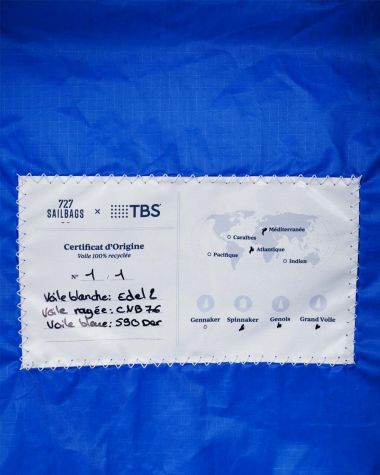 727
SAILBAGS × TBS
Certificat d'Origine
Voile 100% recyclée
N° 1.1
Voile blanche: Edel 2
Voile rayée: CNB 76
Voile bleue: 590 Dar
Méditerranée
Caraïbes
Atlantique
Pacifique
Indien
Gennaker Spinnaker Genois Grand Voile